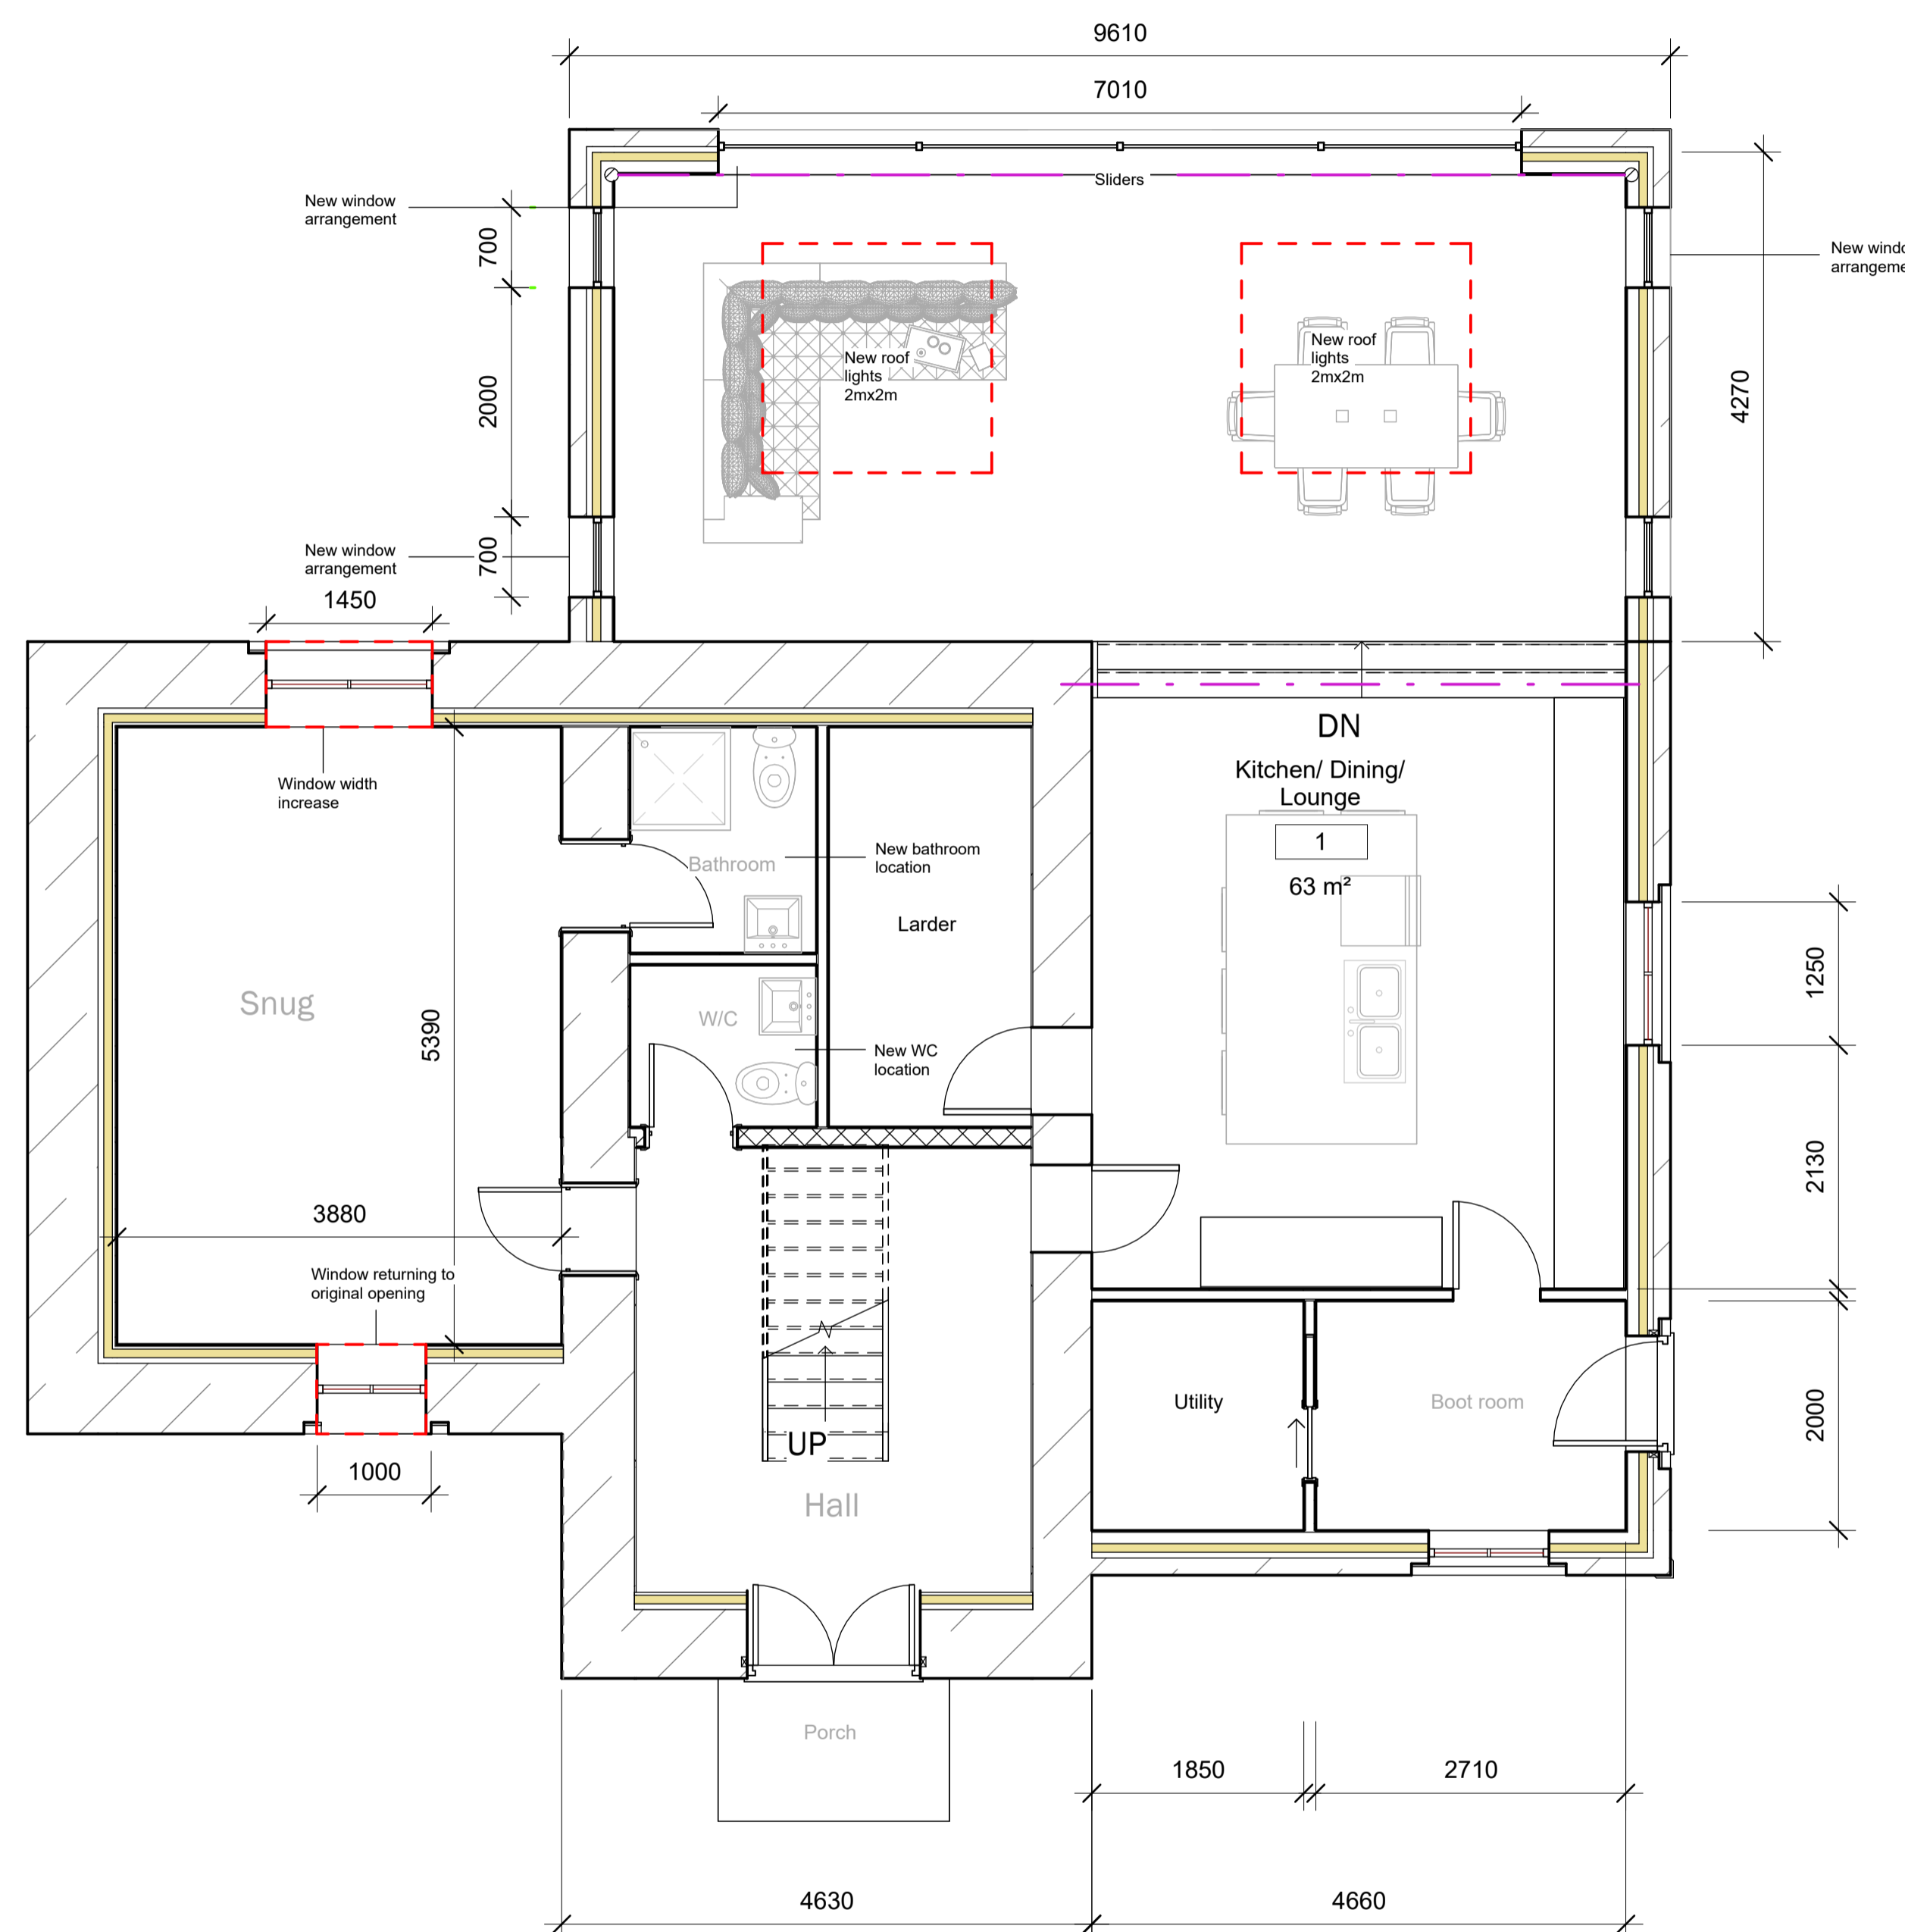 9610
7010
Sliders
New window
arrangement
700
2000
700
New window
arrangement
New roof
lights
2mx2m
New roof
lights
2mx2m
4270
1450
Window width
increase
DN
Kitchen/ Dining/
Lounge
1
63 m²
Bathroom
New bathroom
location
Larder
Snug
5390
W/C
New WC
location
1250
2130
3880
Window returning to
original opening
1000
UP
Hall
Utility
Boot room
2000
Porch
1850
2710
4630
4660
New